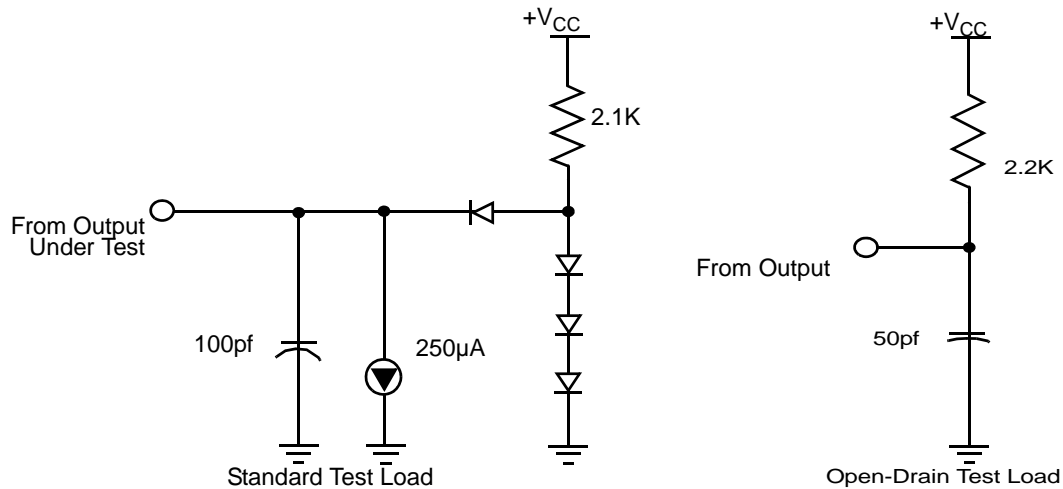 +VCC
2.1K
From Output
Under Test
100pf
250µA
Standard Test Load
+VCC
2.2K
From Output
50pf
Open-Drain Test Load